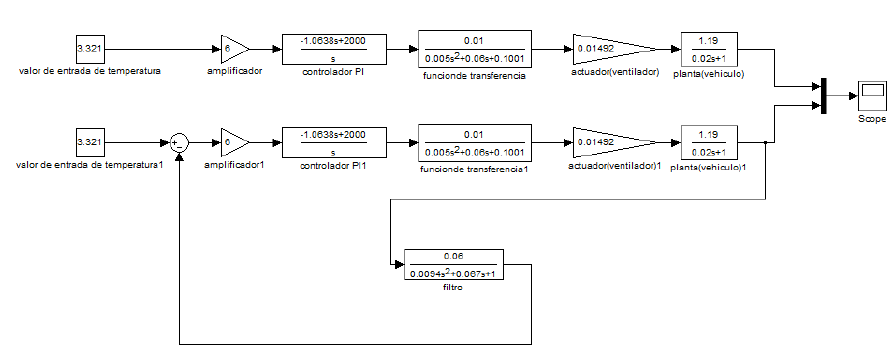 3.321
valor de entrada de temperatura
6
amplificador
-1.0638s+2000
s
controlador PI
0.01
0.005s2+0.06s+0.1001
funcionde transferencia
0.01492
actuador(ventilador)
1.19
0.02s+1
planta(vehiculo)
Scope
3.321
valor de entrada de temperatura1
+
-
6
amplificador1
-1.0638s+2000
s
controlador PI1
0.01
0.005s2+0.06s+0.1001
funcionde transferencia1
0.01492
actuador(ventilador)1
1.19
0.02s+1
planta(vehiculo)1
0.06
0.0094s2+0.067s+1
filtro